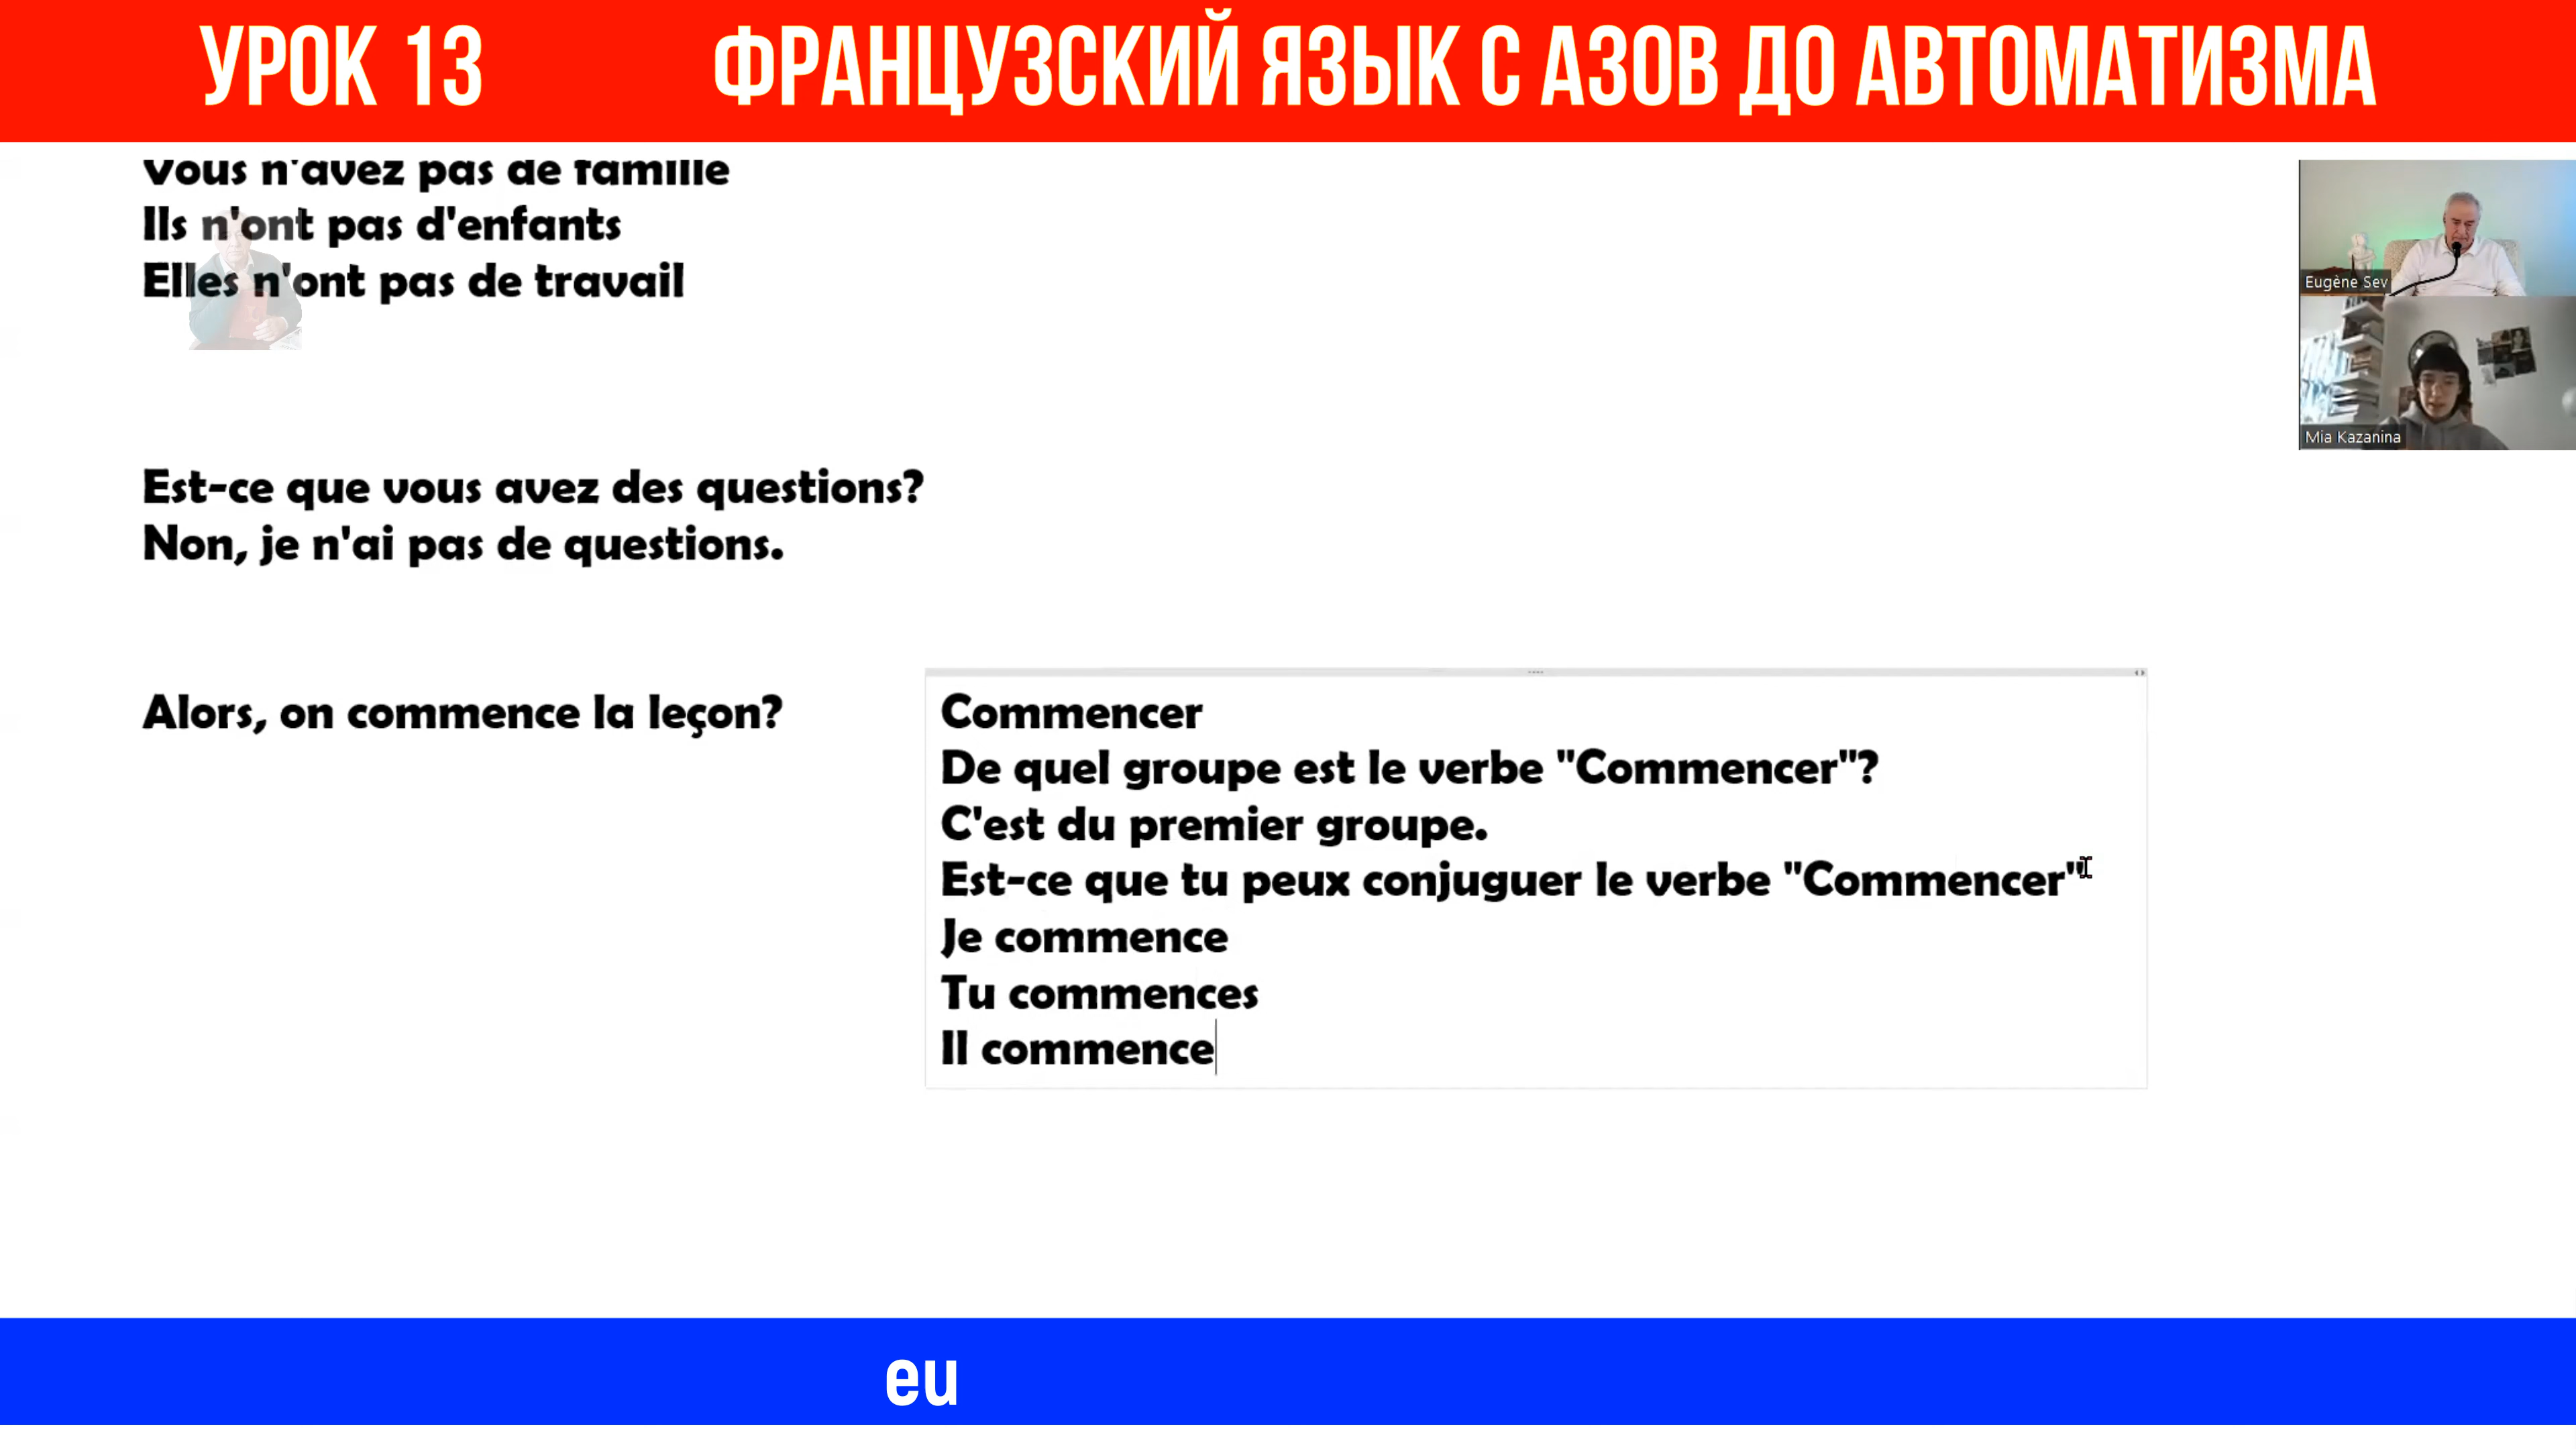 УРОК 13 ФРАНЦУЗСКИЙ ЯЗЫК С АЗОВ ДО АВТОМАТИЗМА
Vous n'avez pas de famille
Ils n'ont pas d'enfants
Elles n'ont pas de travail
Eugène Sev
Mia Kazanina
Est-ce que vous avez des questions?
Non, je n'ai pas de questions.
Alors, on commence la leçon?
Commencer
De quel groupe est le verbe "Commencer"?
C'est du premier groupe.
Est-ce que tu peux conjuguer le verbe "Commencer"
Je commence
Tu commences
Il commence
eu